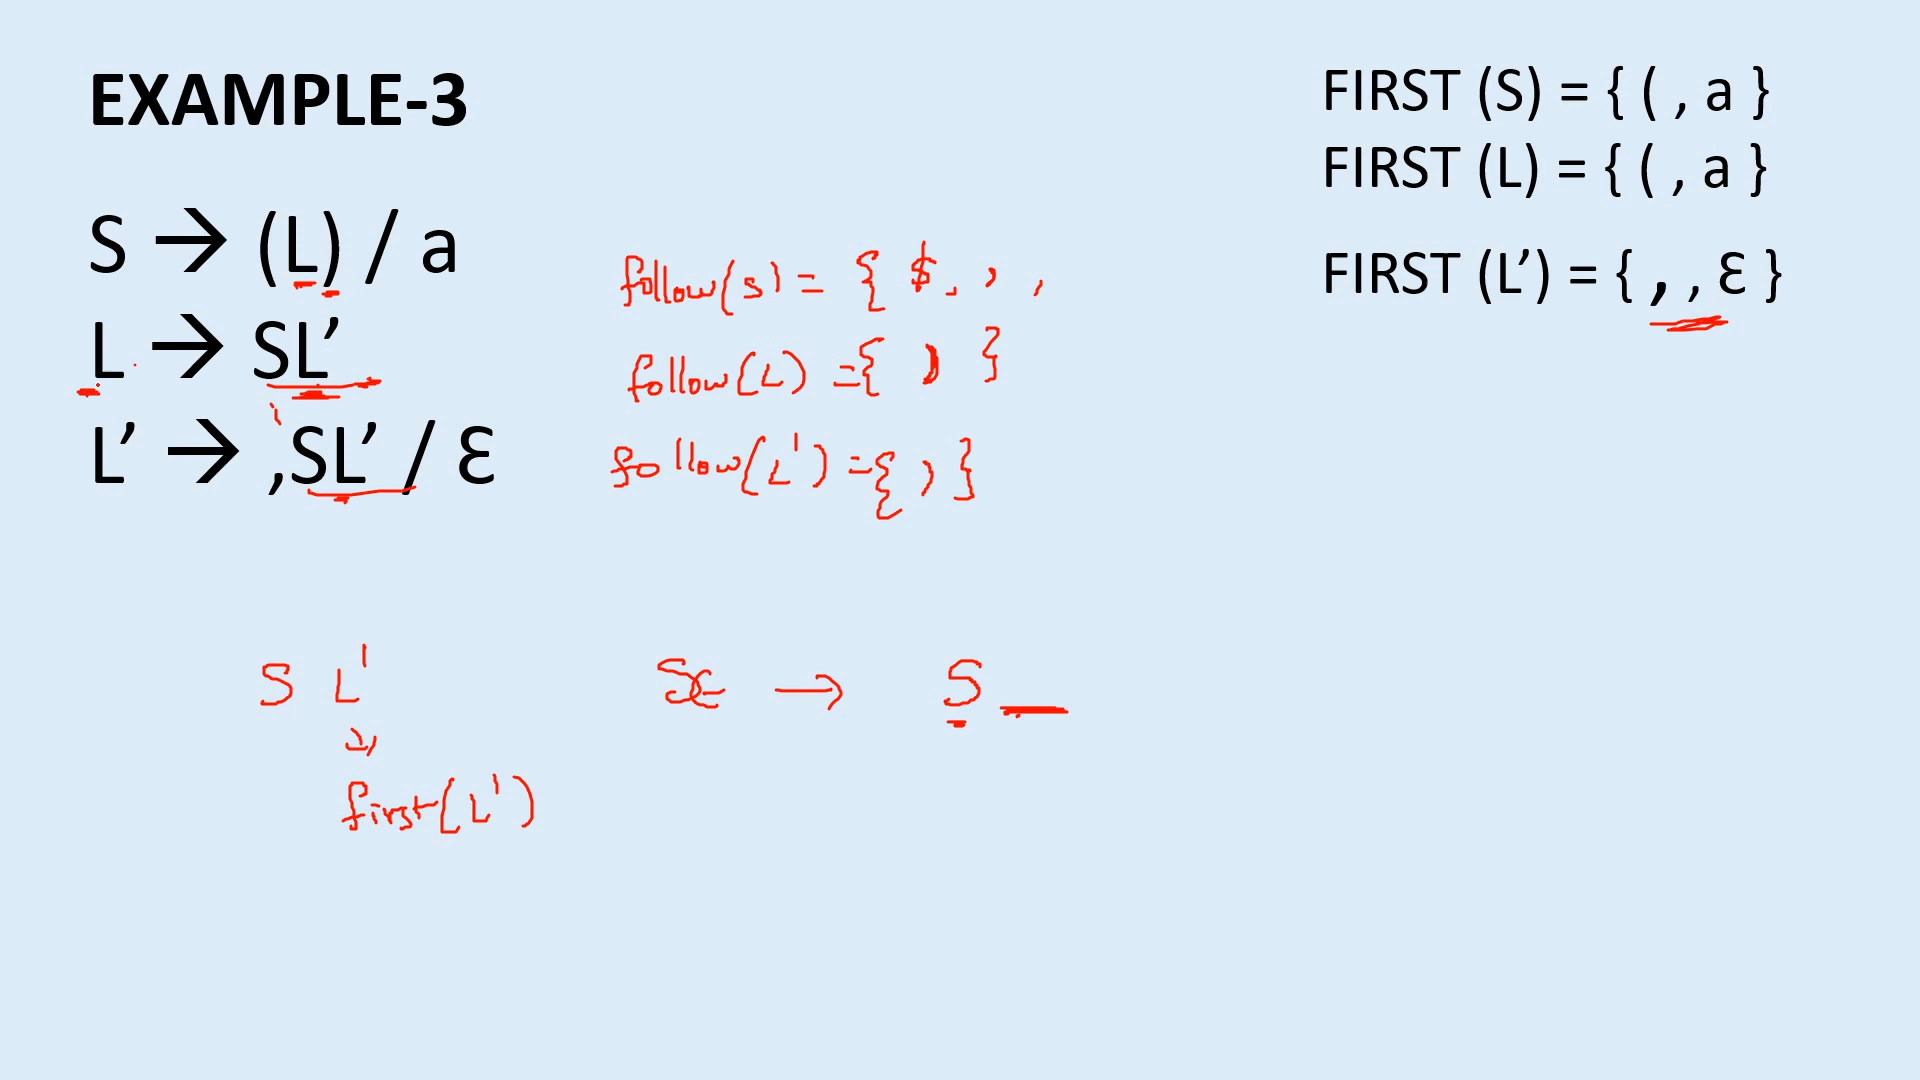 EXAMPLE-3
S → (L) / a
L → SL’
L’ → ,SL’ / Ɛ
FIRST (S) = { ( , a }
FIRST (L) = { ( , a }
FIRST (L’) = { , , Ɛ }
follow(s) = { $, , ,
follow(L) = { ) }
follow(L') = { ) }
S L'
first(L')
→ S